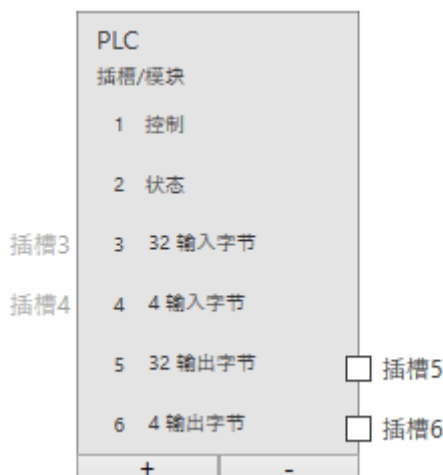 PLC
插槽/模块
1 控制
2 状态
插槽3 3 32 输入字节
插槽4 4 4 输入字节
5 32 输出字节 插槽5
6 4 输出字节 插槽6
+ -